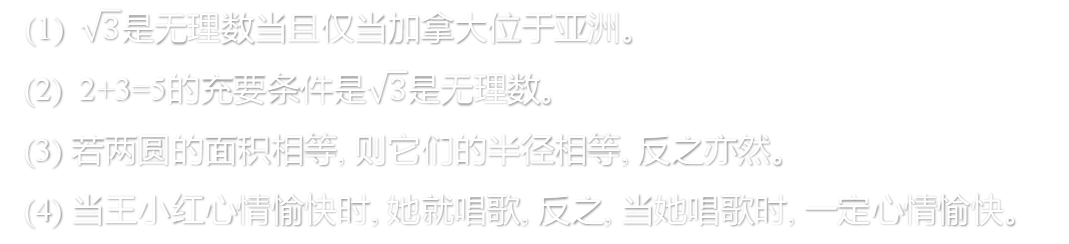 (1) √3是无理数当且仅当加拿大位于亚洲。
(2) 2+3=5的充要条件是√3是无理数。
(3) 若两圆的面积相等, 则它们的半径相等, 反之亦然。
(4) 当王小红心情愉快时, 她就唱歌, 反之, 当她唱歌时, 一定心情愉快。